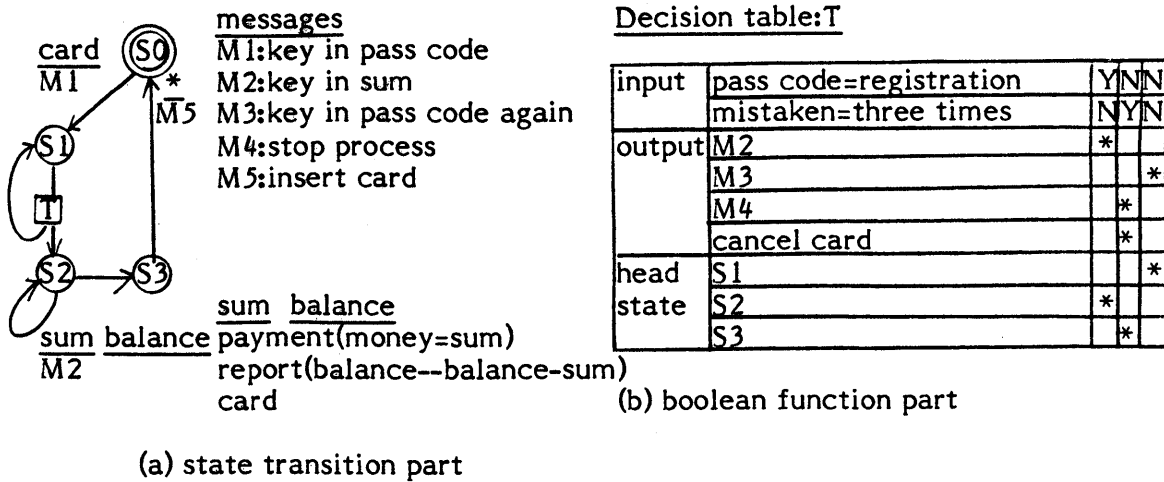 messages
card
M1
S0
*
M5
M1:key in pass code
M2:key in sum
M3:key in pass code again
M4:stop process
M5:insert card
S1
T
S2
S3
sum balance
M2
sum balance
payment(money=sum)
report(balance--balance-sum)
card
(a) state transition part
Decision table:T
input pass code=registration Y N N
mistaken=three times N Y N
output M2 *
M3 *
M4 *
cancel card *
head S1 *
state S2 *
S3 *
(b) boolean function part